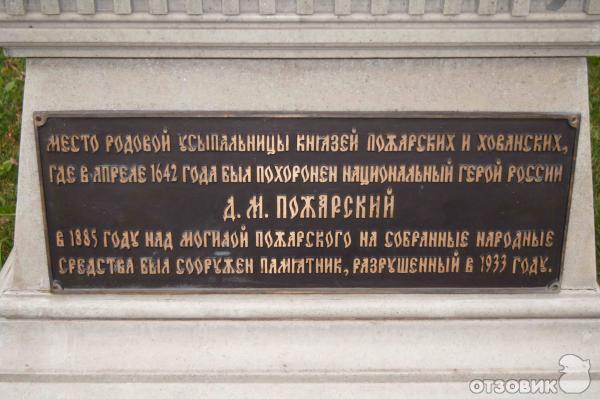 МЕСТО РОДОВОЙ УСЫПАЛЬНИЦЫ КНЯЗЕЙ ПОЖАРСКИХ И ХОВАНСКИХ,
ГДЕ В АПРЕЛЕ 1642 ГОДА БЫЛ ПОХОРОНЕН НАЦИОНАЛЬНЫЙ ГЕРОЙ РОССИИ
Д. М. ПОЖАРСКИЙ
В 1885 ГОДУ НАД МОГИЛОЙ ПОЖАРСКОГО НА СОБРАННЫЕ НАРОДНЫЕ
СРЕДСТВА БЫЛ СООРУЖЕН ПАМЯТНИК, РАЗРУШЕННЫЙ В 1933 ГОДУ.
ОТЗОВИК